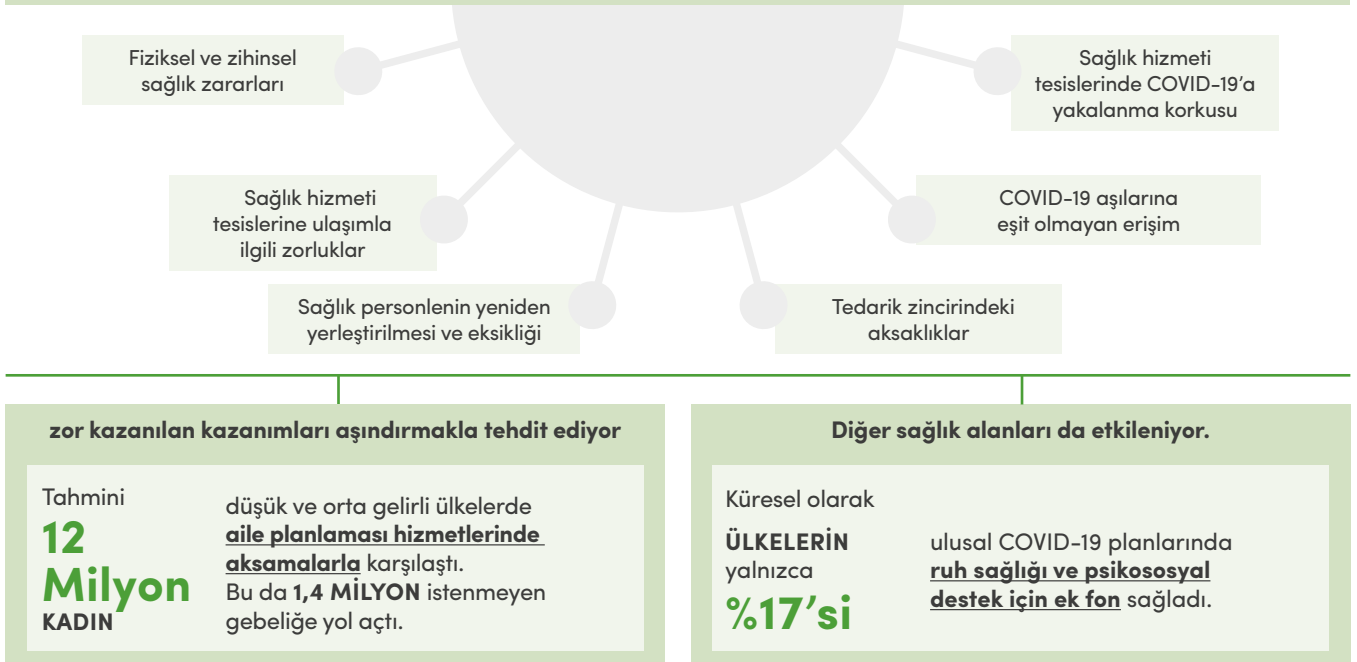 Fiziksel ve zihinsel
sağlık zararları
Sağlık hizmeti
tesislerinde COVID-19’a
yakalanma korkusu
Sağlık hizmeti
tesislerine ulaşımla
ilgili zorluklar
COVID-19 aşılarına
eşit olmayan erişim
Sağlık personlenin yeniden
yerleştirilmesi ve eksikliği
Tedarik zincirindeki
aksaklıklar
zor kazanılan kazanımları aşındırmakla tehdit ediyor
Tahmini
12
Milyon
KADIN
düşük ve orta gelirli ülkelerde
aile planlaması hizmetlerinde
aksamalarla karşılaştı.
Bu da 1,4 MİLYON istenmeyen
gebeliğe yol açtı.
Diğer sağlık alanları da etkileniyor.
Küresel olarak
ÜLKELERİN
yalnızca
%17’si
ulusal COVID-19 planlarında
ruh sağlığı ve psikososyal
destek için ek fon sağladı.